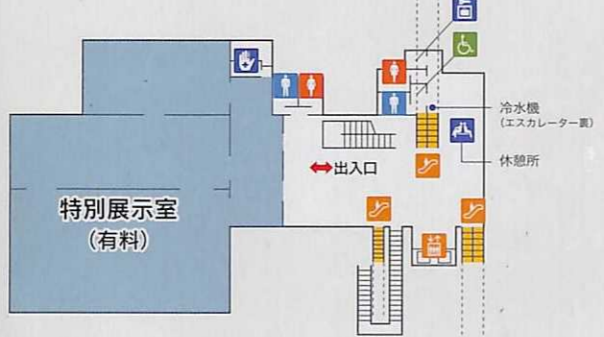 冷水機
(エスカレーター裏)
休憩所
出入口
特別展示室
(有料)